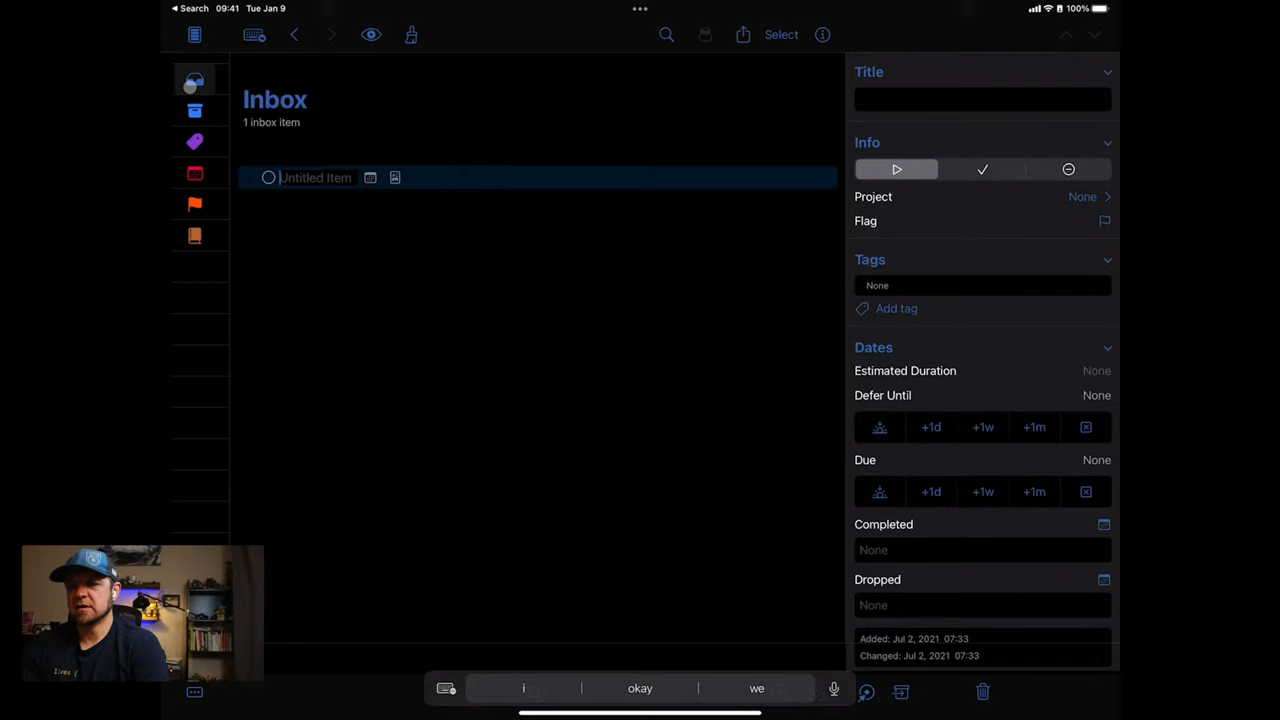 Search 09:41 Tue Jan 9
100%
Select
Inbox
1 inbox item
Untitled Item
Title
Info
Project None
Flag
Tags
None
Add tag
Dates
Estimated Duration None
Defer Until None
+1d +1w +1m
Due None
+1d +1w +1m
Completed
None
Dropped
None
Added: Jul 2, 2021 07:33
Changed: Jul 2, 2021 07:33
i okay we